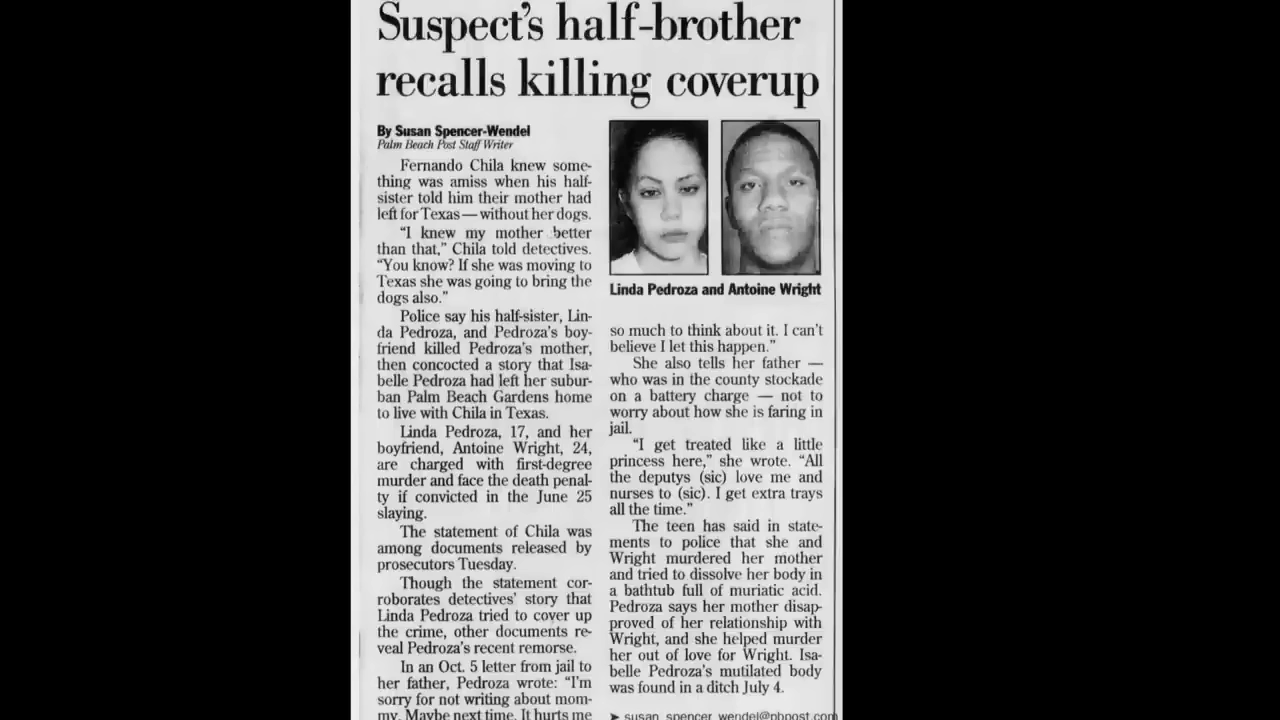 Suspect's half-brother
recalls killing coverup
By Susan Spencer-Wendel
Palm Beach Post Staff Writer
Fernando Chila knew some-
thing was amiss when his half-
sister told him their mother had
left for Texas — without her dogs.
"I knew my mother better
than that," Chila told detectives.
"You know? If she was moving to
Texas she was going to bring the
dogs also."
Police say his half-sister, Lin-
da Pedroza, and Pedroza's boy-
friend killed Pedroza's mother,
then concocted a story that Isa-
belle Pedroza had left her subur-
ban Palm Beach Gardens home
to live with Chila in Texas.
Linda Pedroza, 17, and her
boyfriend, Antoine Wright, 24,
are charged with first-degree
murder and face the death penal-
ty if convicted in the June 25
slaying.
The statement of Chila was
among documents released by
prosecutors Tuesday.
Though the statement cor-
roborates detectives' story that
Linda Pedroza tried to cover up
the crime, other documents re-
veal Pedroza's recent remorse.
In an Oct. 5 letter from jail to
her father, Pedroza wrote: "I'm
sorry for not writing about mom-
my. Maybe next time. It hurts me
Linda Pedroza and Antoine Wright
so much to think about it. I can't
believe I let this happen."
She also tells her father —
who was in the county stockade
on a battery charge — not to
worry about how she is faring in
jail.
"I get treated like a little
princess here," she wrote. "All
the deputys (sic) love me and
nurses to (sic). I get extra trays
all the time."
The teen has said in state-
ments to police that she and
Wright murdered her mother
and tried to dissolve her body in
a bathtub full of muriatic acid.
Pedroza says her mother disap-
proved of her relationship with
Wright, and she helped murder
her out of love for Wright. Isa-
belle Pedroza's mutilated body
was found in a ditch July 4.
➤ susan_spencer_wendel@pbpost.com